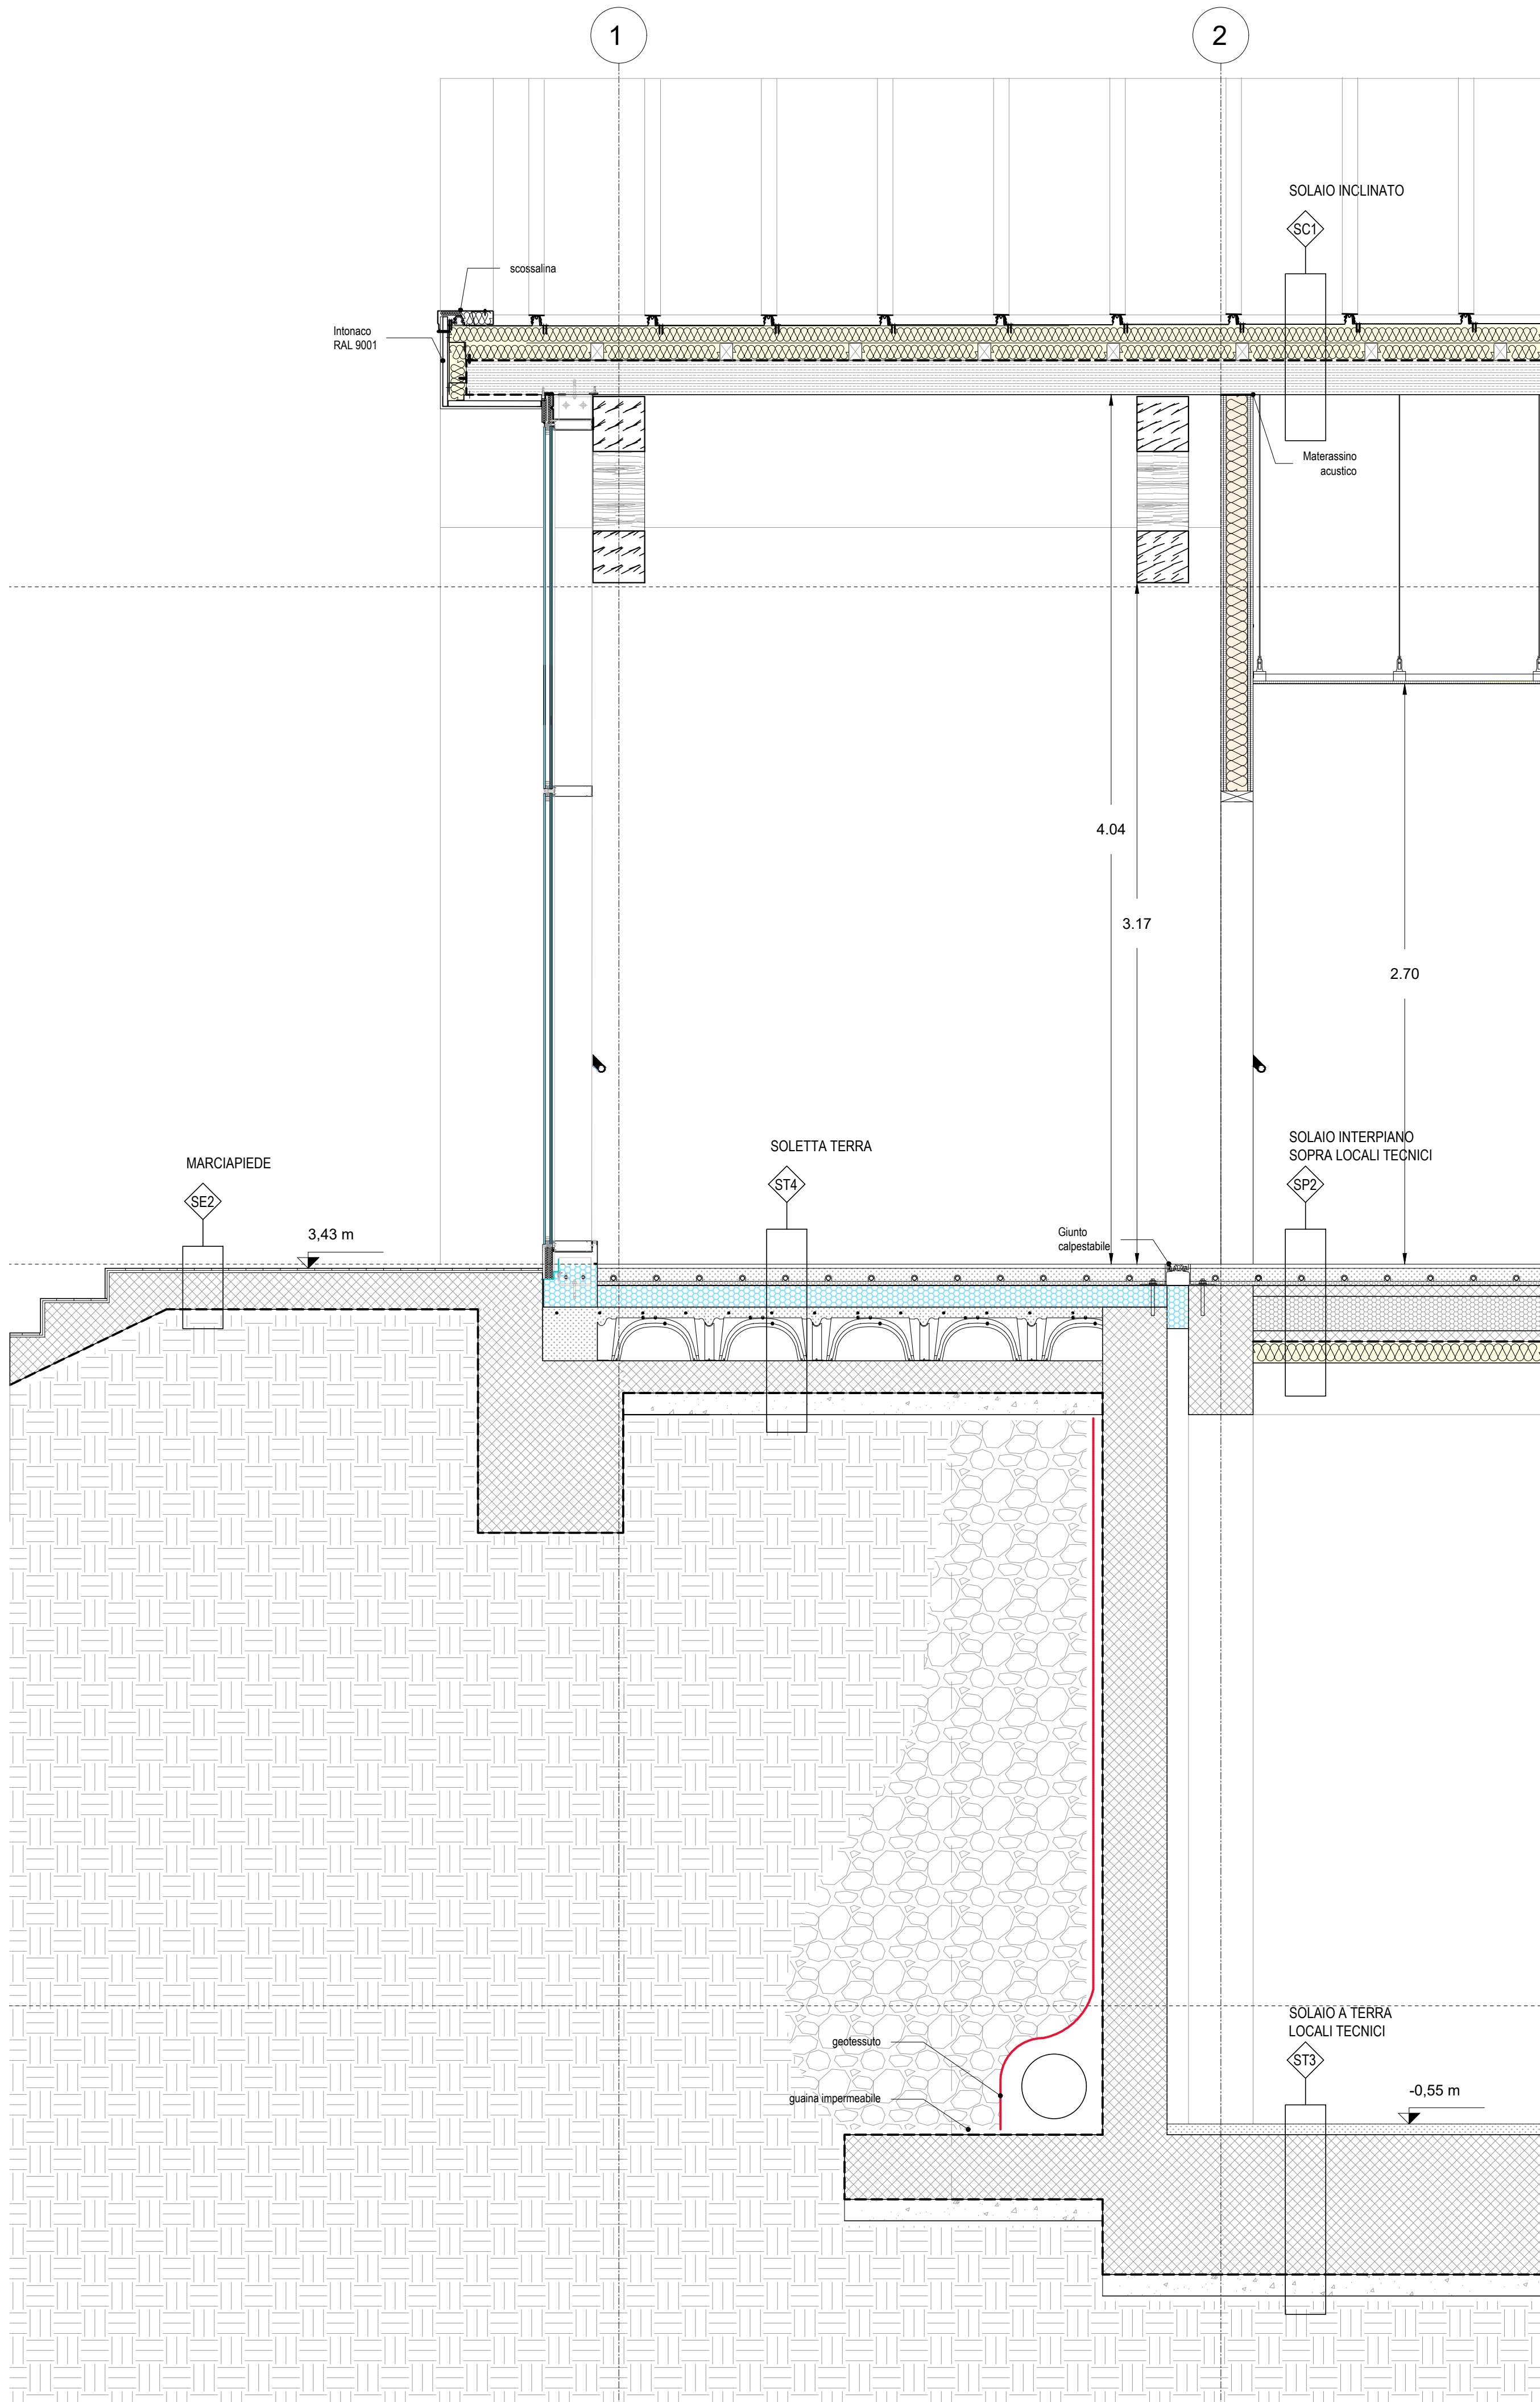 1
2
SOLAIO INCLINATO
SC1
scossalina
Intonaco
RAL 9001
Materassino
acustico
4.04
3.17
2.70
MARCIAPIEDE
SE2
3,43 m
SOLETTA TERRA
ST4
Giunto
calpestabile
SOLAIO INTERPIANO
SOPRA LOCALI TECNICI
SP2
geotessuto
guaina impermeabile
SOLAIO A TERRA
LOCALI TECNICI
ST3
-0,55 m